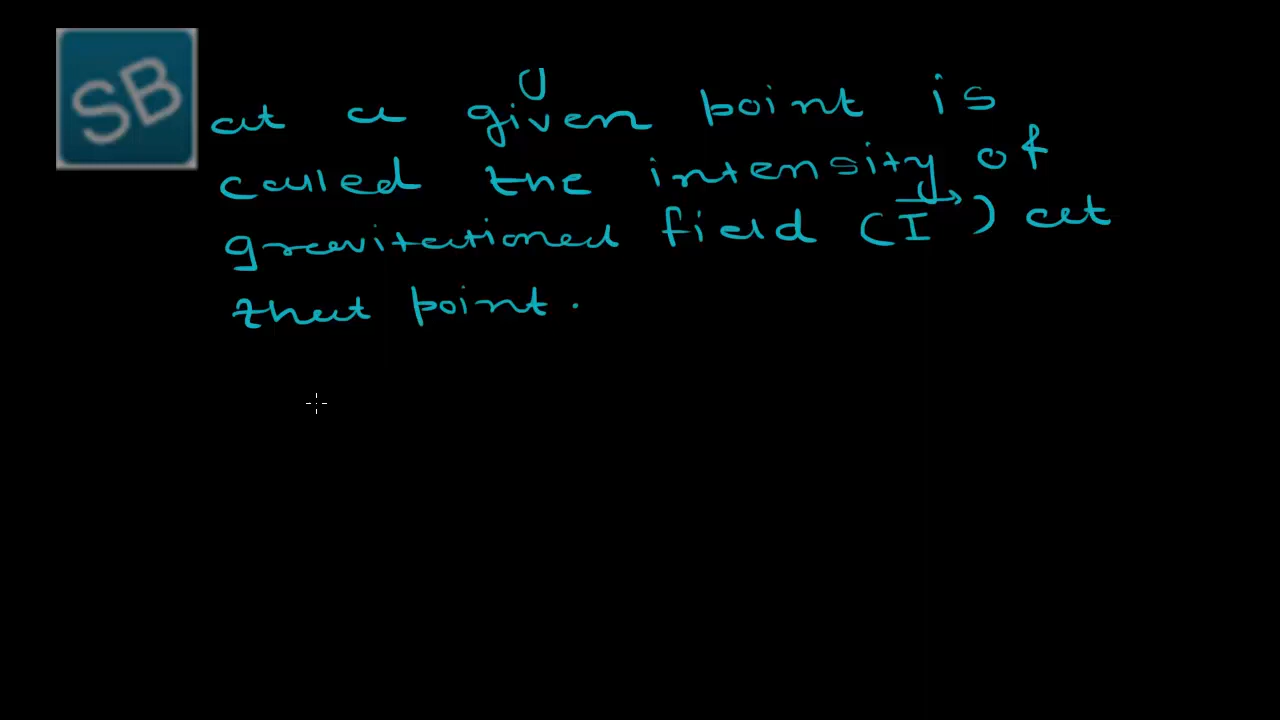 SB
at a given point is
called the intensity of
gravitational field (I⃗) at
that point.